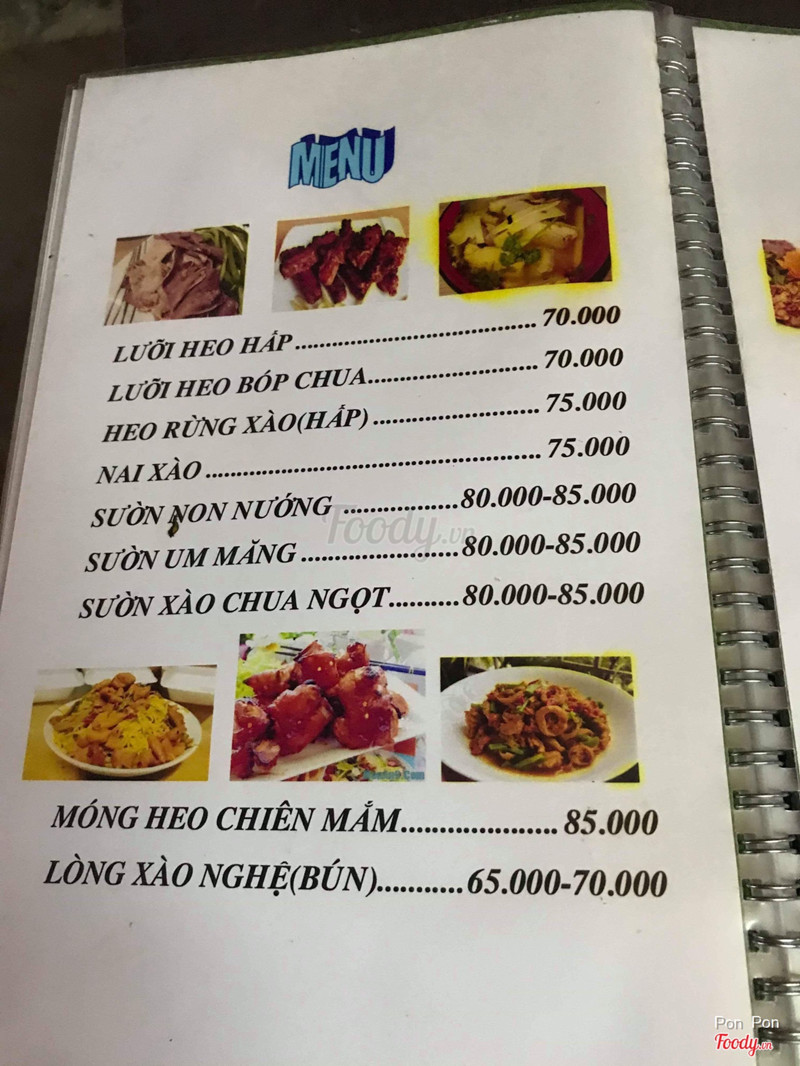 MENU
LƯỠI HEO HẤP 70.000
LƯỠI HEO BÓP CHUA 70.000
HEO RỪNG XÀO(HẤP) 75.000
NAI XÀO 75.000
SƯỜN NON NƯỚNG 80.000-85.000
Foody.vn
SƯỜN UM MĂNG 80.000-85.000
SƯỜN XÀO CHUA NGỌT 80.000-85.000
MÓNG HEO CHIÊN MẮM 85.000
LÒNG XÀO NGHỆ(BÚN) 65.000-70.000
Pon Pon
Foody.vn